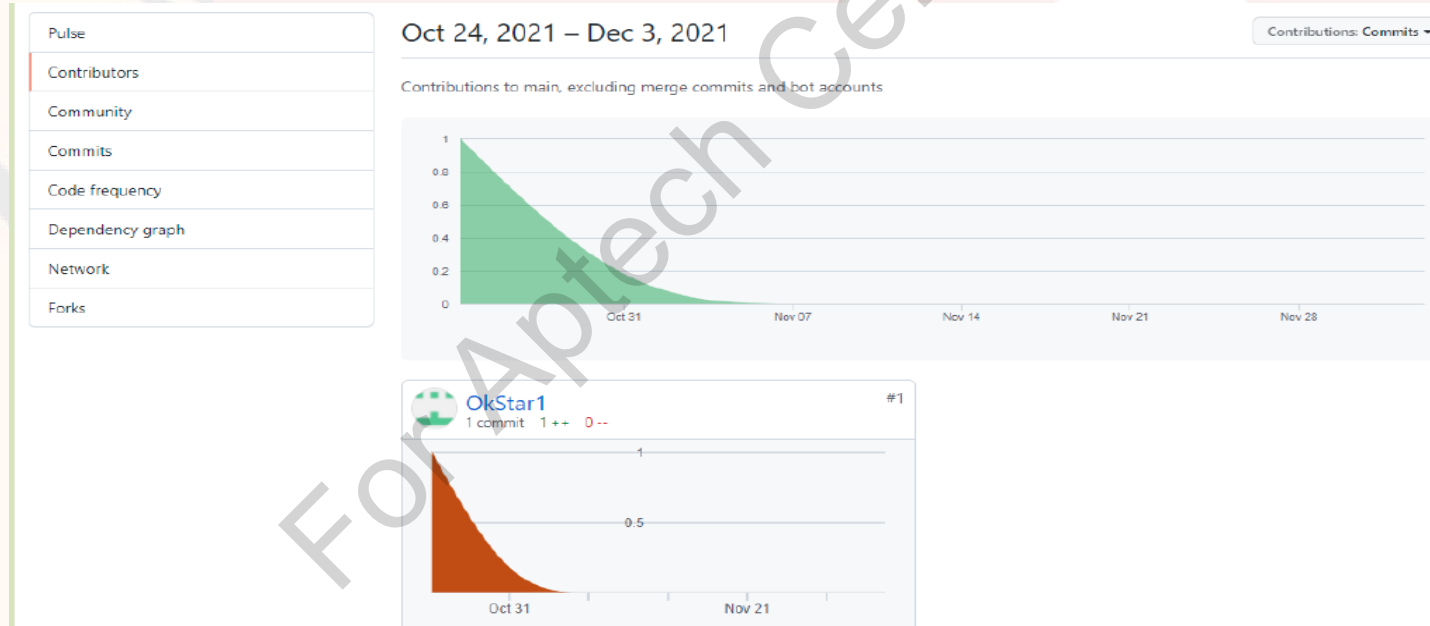 Pulse
Contributors
Community
Commits
Code frequency
Dependency graph
Network
Forks
Oct 24, 2021 – Dec 3, 2021
Contributions: Commits
Contributions to main, excluding merge commits and bot accounts
1
0.8
0.6
0.4
0.2
0
Oct 31 Nov 07 Nov 14 Nov 21 Nov 28
OkStar1 #1
1 commit 1 ++ 0 --
1
0.5
Oct 31 Nov 21
For Aptech Ce